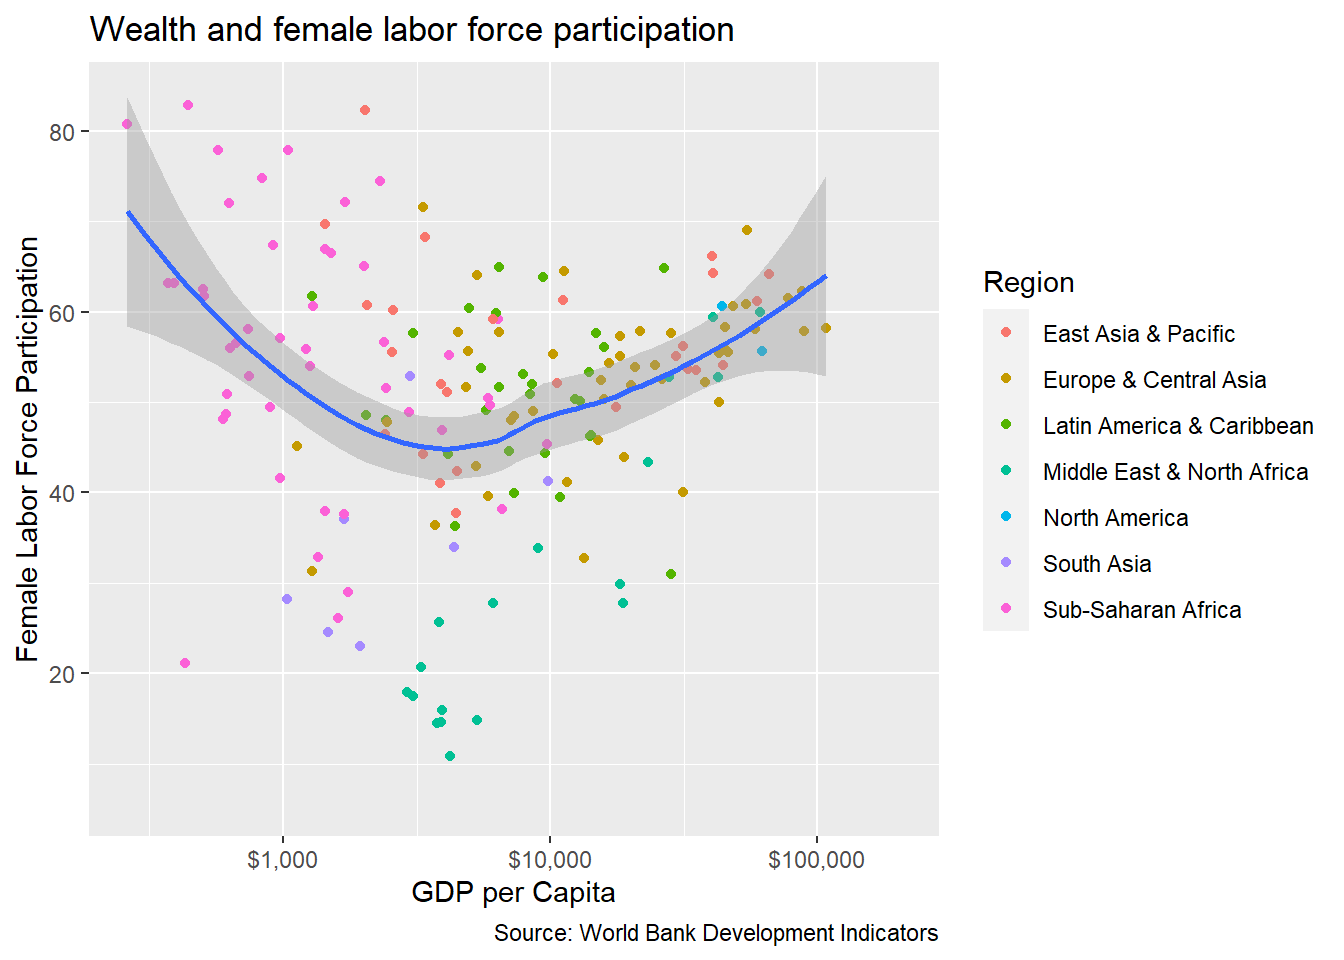 Wealth and female labor force participation
Female Labor Force Participation
80
60
40
20
$1,000
$10,000
$100,000
GDP per Capita
Source: World Bank Development Indicators
Region
East Asia & Pacific
Europe & Central Asia
Latin America & Caribbean
Middle East & North Africa
North America
South Asia
Sub-Saharan Africa